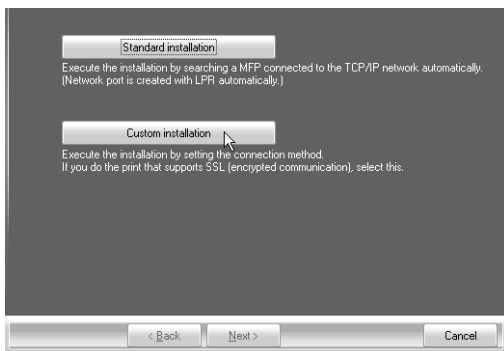 Standard installation
Execute the installation by searching a MFP connected to the TCP/IP network automatically.
(Network port is created with LPR automatically.)
Custom installation
Execute the installation by setting the connection method.
If you do the print that supports SSL (encrypted communication), select this.
< Back
Next >
Cancel